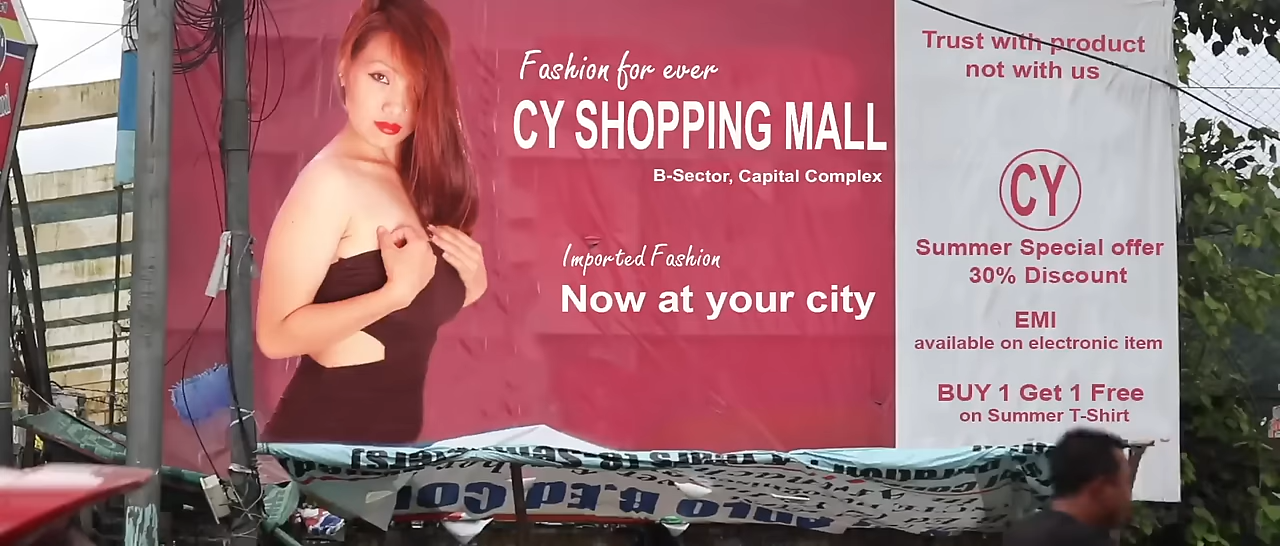 Fashion for ever
CY SHOPPING MALL
B-Sector, Capital Complex
Imported Fashion
Now at your city
Trust with product
not with us
CY
Summer Special offer
30% Discount
EMI
available on electronic item
BUY 1 Get 1 Free
on Summer T-Shirt
B.Ed